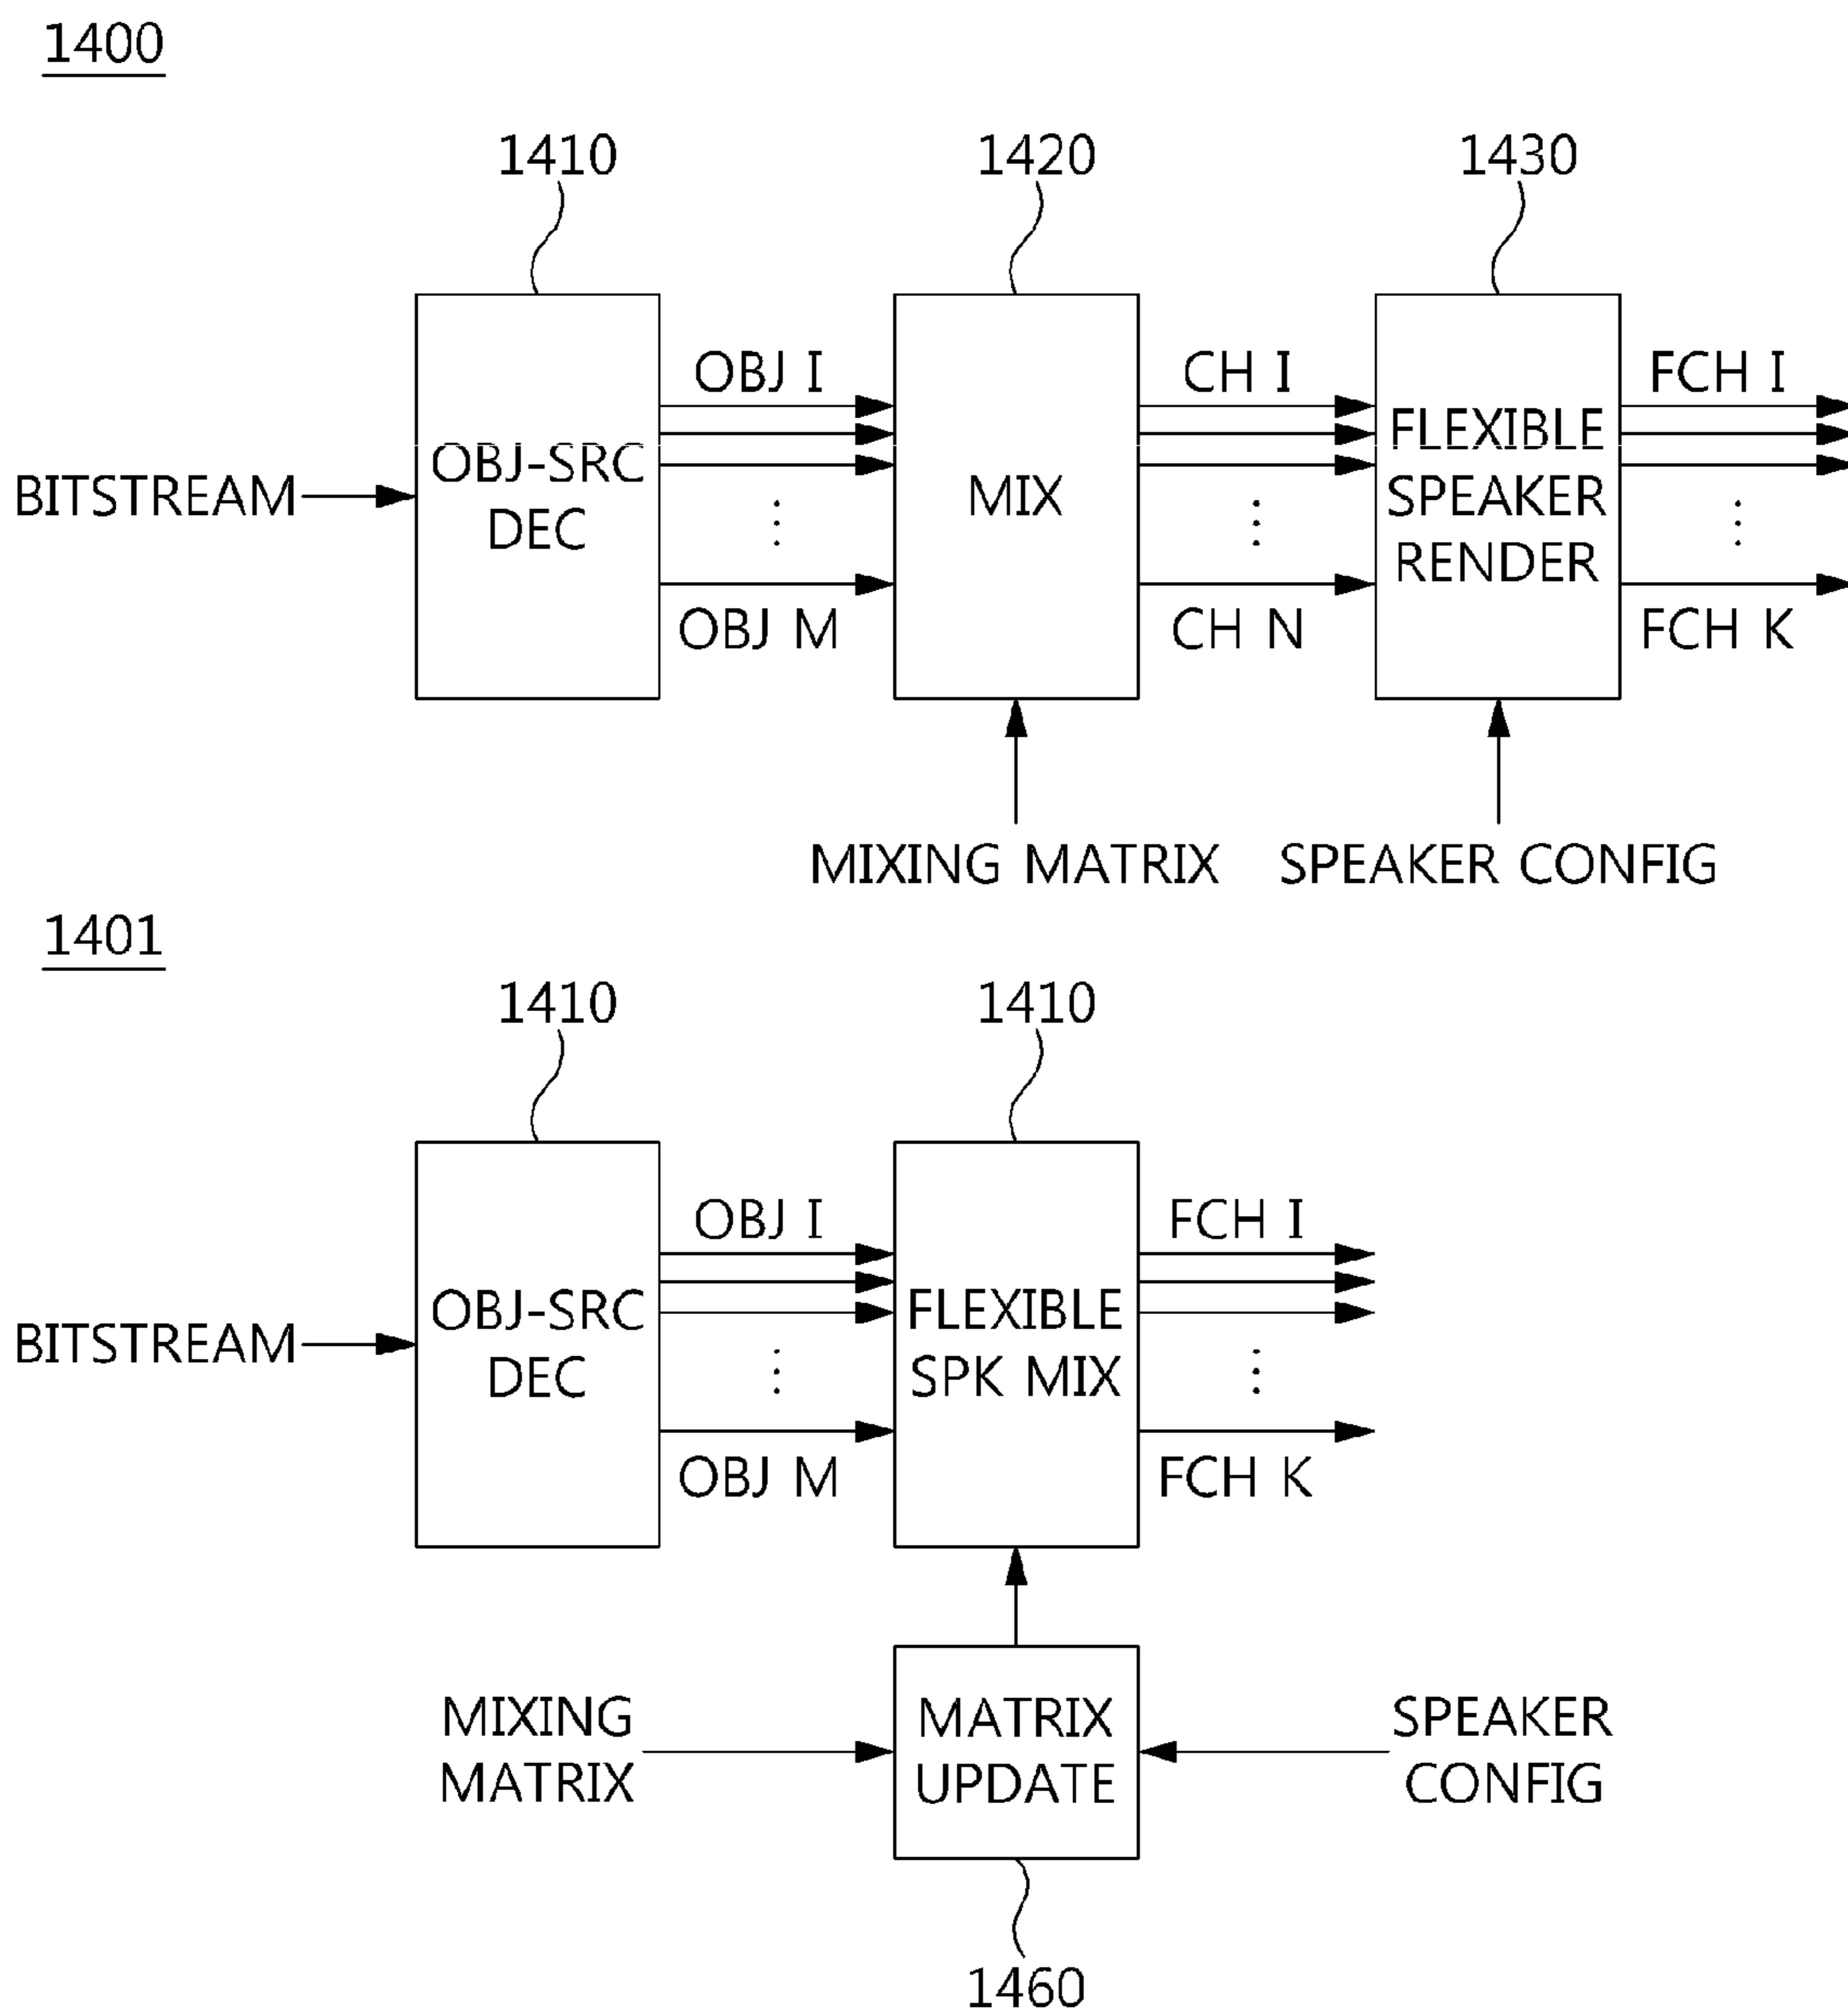 1400
1410
1420
1430
OBJ I
CH I
FCH I
BITSTREAM
OBJ-SRC
DEC
MIX
FLEXIBLE
SPEAKER
RENDER
OBJ M
CH N
FCH K
MIXING MATRIX
SPEAKER CONFIG
1401
1410
1410
OBJ I
FCH I
BITSTREAM
OBJ-SRC
DEC
FLEXIBLE
SPK MIX
OBJ M
FCH K
MIXING
MATRIX
MATRIX
UPDATE
SPEAKER
CONFIG
1460